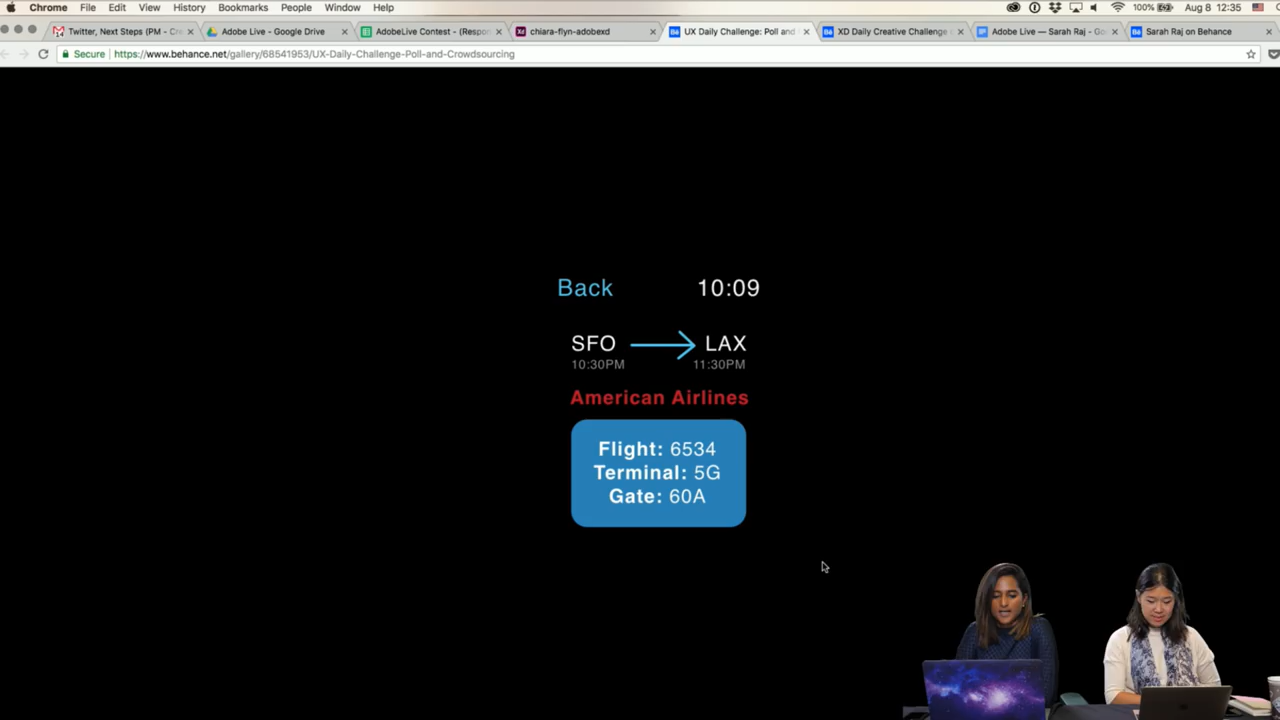 Chrome File Edit View History Bookmarks People Window Help 100% Aug 8 12:35
Twitter, Next Steps (PM - Cre
Adobe Live - Google Drive
AdobeLive Contest - (Respon
chiara-flyn-adobexd
UX Daily Challenge: Poll and
XD Daily Creative Challenge
Adobe Live — Sarah Raj - Go
Sarah Raj on Behance
Secure https://www.behance.net/gallery/68541953/UX-Daily-Challenge-Poll-and-Crowdsourcing
Back 10:09
SFO LAX
10:30PM 11:30PM
American Airlines
Flight: 6534
Terminal: 5G
Gate: 60A